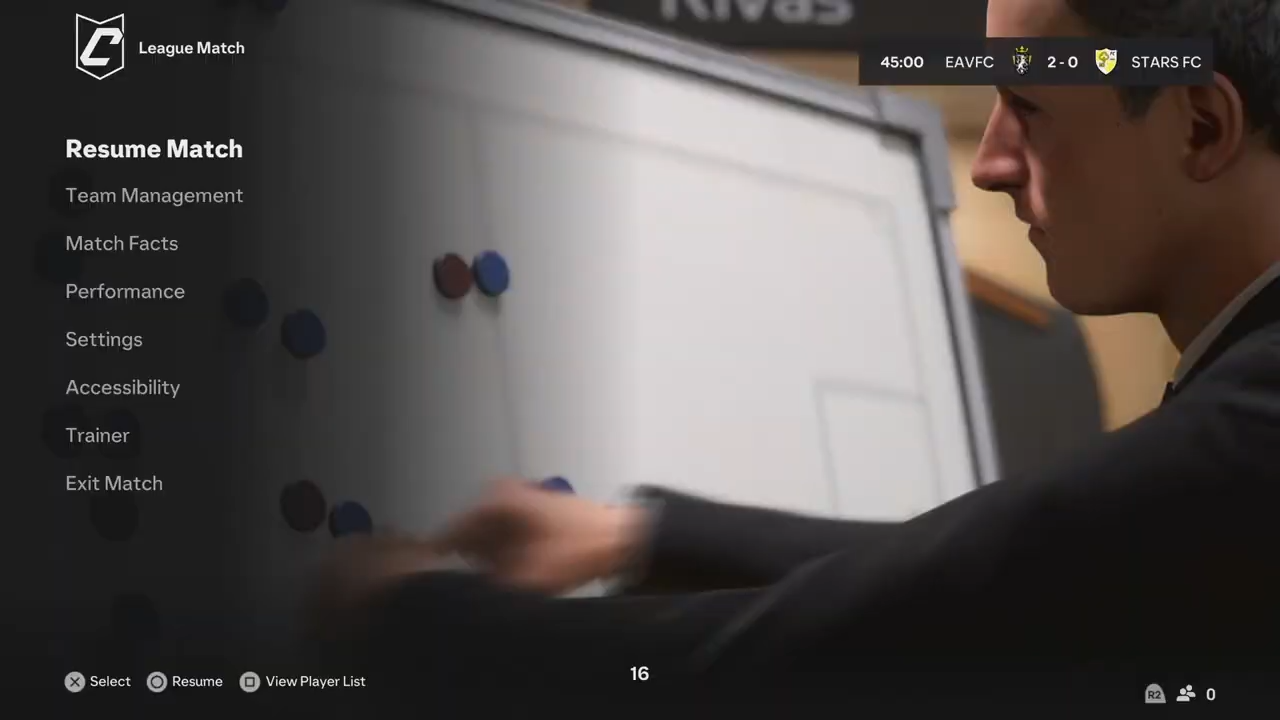 Rivas
League Match
45:00 EAVFC 2 - 0 STARS FC
Resume Match
Team Management
Match Facts
Performance
Settings
Accessibility
Trainer
Exit Match
Select Resume View Player List
16
R2 0